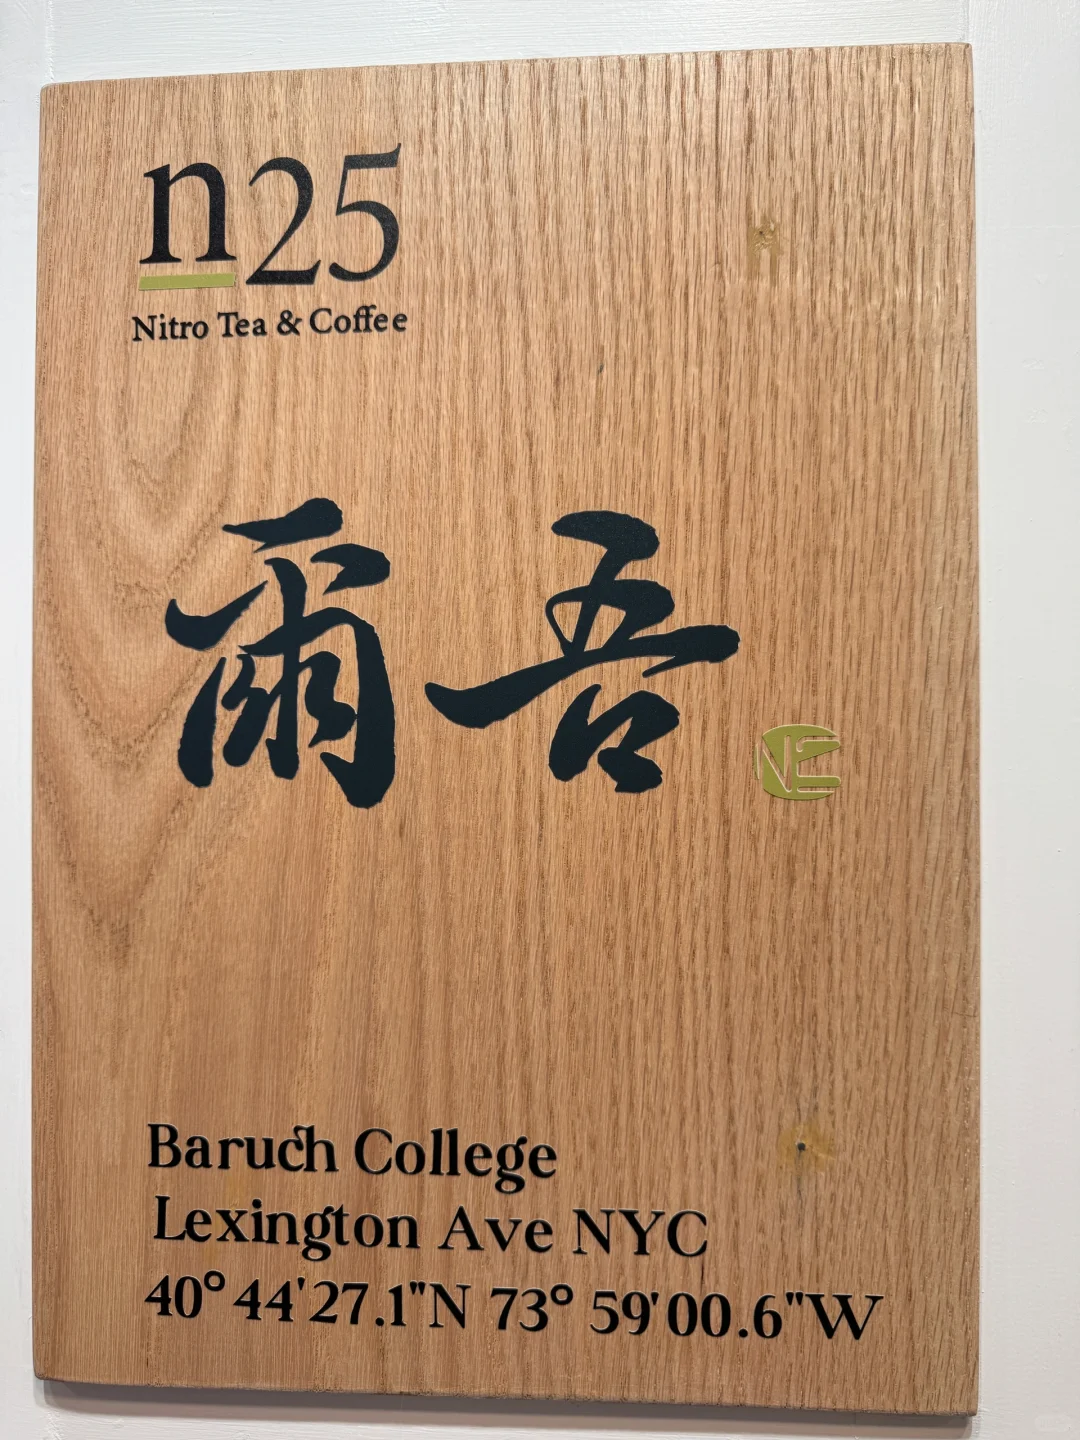 n25
Nitro Tea & Coffee
爾吾
Baruch College
Lexington Ave NYC
40° 44'27.1"N 73° 59'00.6"W